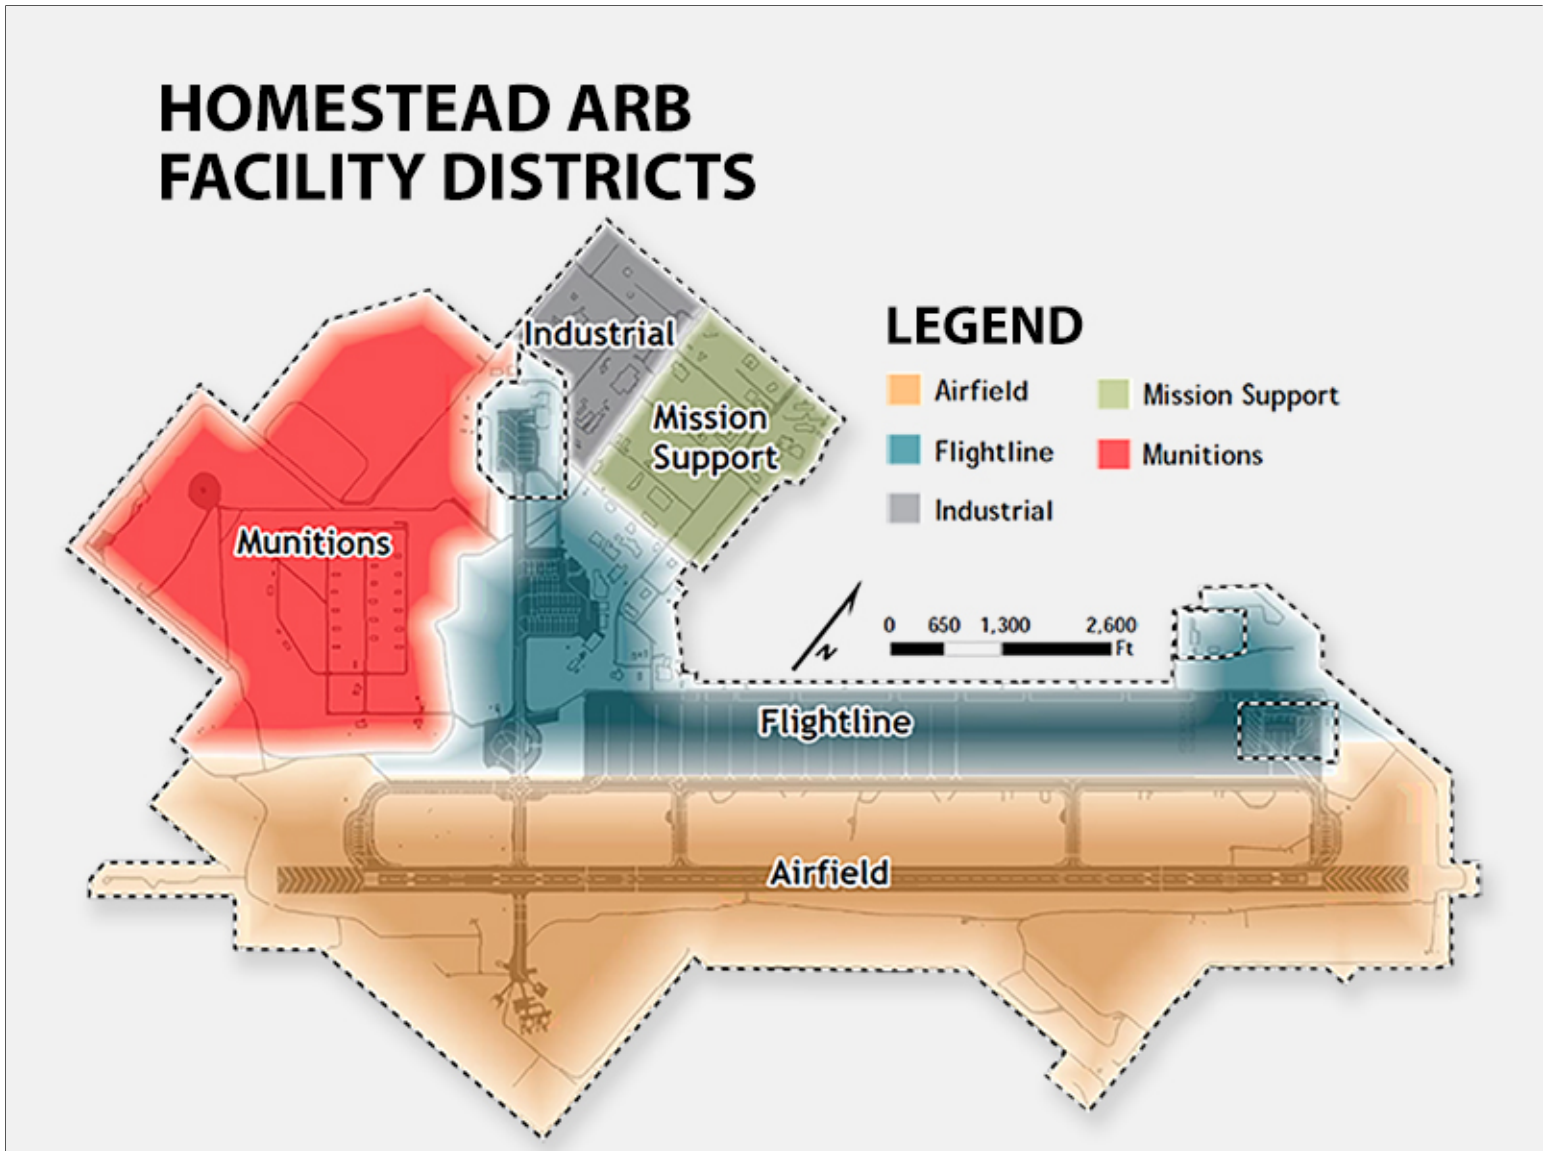 HOMESTEAD ARB
FACILITY DISTRICTS
Industrial
Mission
Support
Munitions
Flightline
Airfield
LEGEND
Airfield
Flightline
Industrial
Mission Support
Munitions
N
0 650 1,300 2,600
Ft